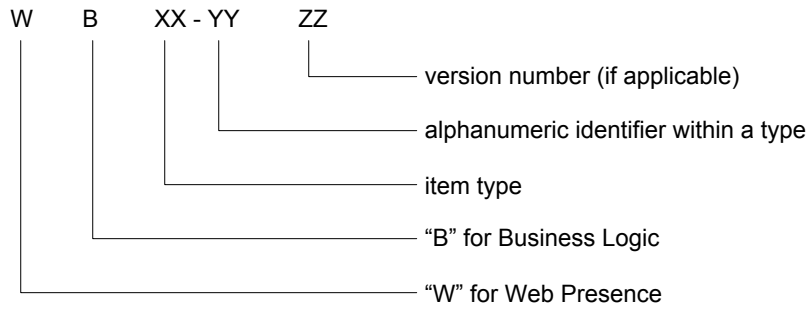 W B XX - YY ZZ
version number (if applicable)
alphanumeric identifier within a type
item type
“B” for Business Logic
“W” for Web Presence